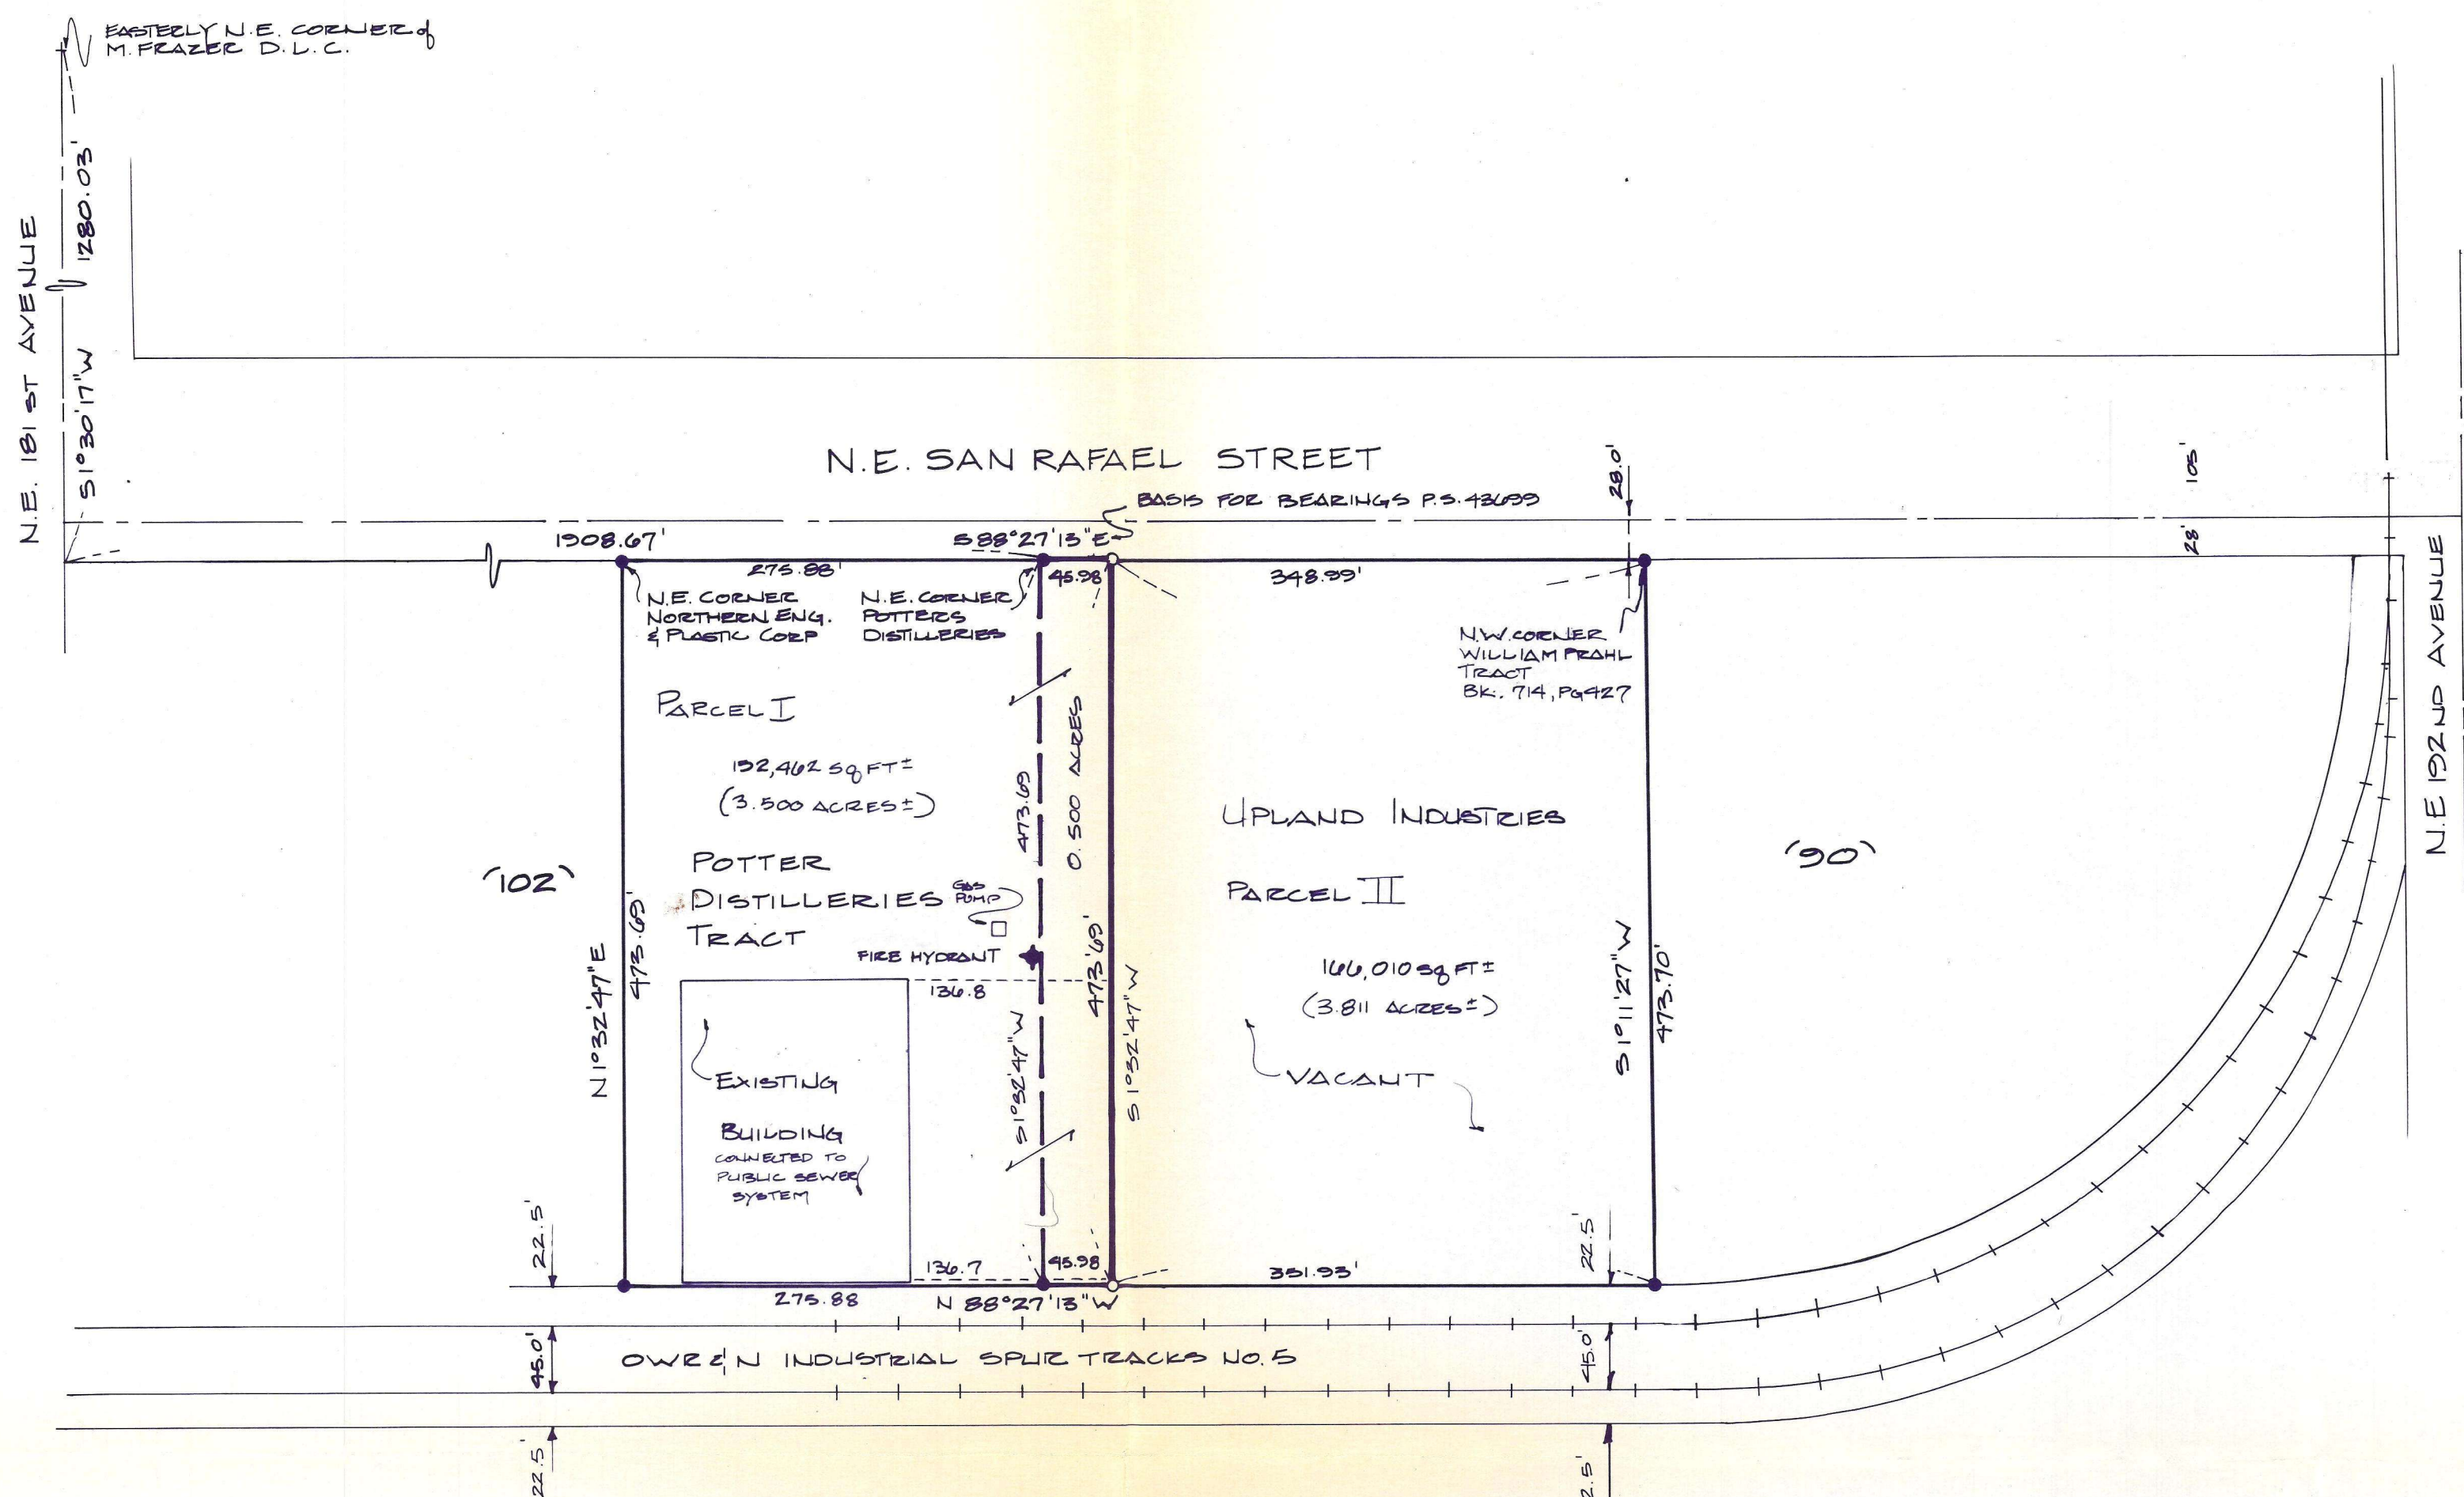 EASTERLY N.E. CORNER of
M. FRAZER D.L.C.
N.E. 181 ST AVENUE
S1°30'17"W
1280.03'
N.E. SAN RAFAEL STREET
BASIS FOR BEARINGS P.S. 43699
28.0'
105'
28'
N.E 192ND AVENUE
1908.67'
S88°27'13"E
275.88'
45.98
348.99'
N.E. CORNER
NORTHERN ENG.
& PLASTIC CORP
N.E. CORNER
POTTERS
DISTILLERIES
N.W. CORNER
WILLIAM PRAHL
TRACT
BK. 714, PG 427
PARCEL I
152,462 Sq FT±
(3.500 ACRES±)
473.69
0.500 ACRES
POTTER
DISTILLERIES
TRACT
GAS
PUMP
FIRE HYDRANT
'102'
N1°32'47"E
473.69'
136.8
EXISTING
BUILDING
CONNECTED TO
PUBLIC SEWER
SYSTEM
S1°32'47"W
473'69'
S1°32'47"W
UPLAND INDUSTRIES
PARCEL II
166,010 Sq FT±
(3.811 ACRES±)
VACANT
S1°11'27"W
473.70'
'90'
22.5'
136.7
45.98
351.93'
22.5'
275.88
N 88°27'13"W
45.0'
OWR&N INDUSTRIAL SPUR TRACKS NO. 5
45.0'
22.5'
2.5'